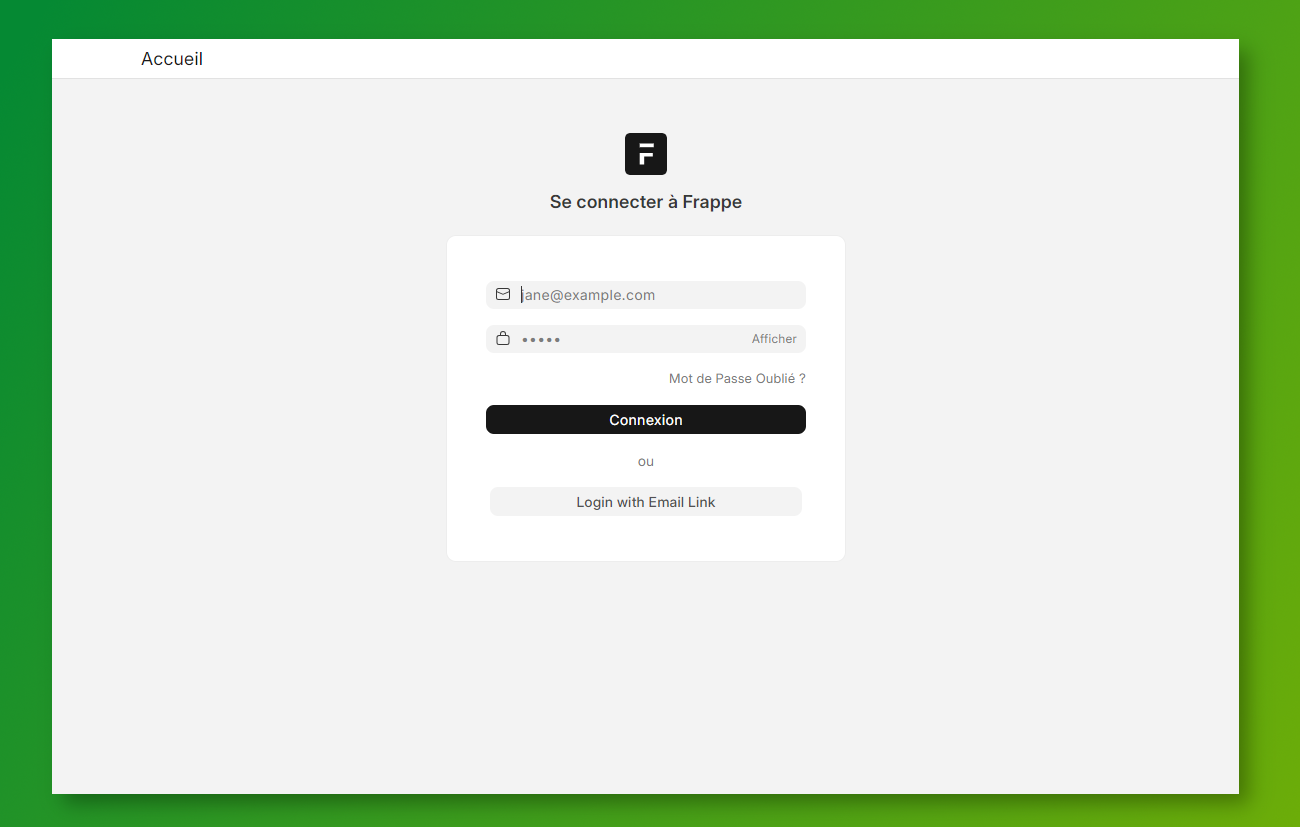 Accueil
F
Se connecter à Frappe
jane@example.com
•••••
Afficher
Mot de Passe Oublié ?
Connexion
ou
Login with Email Link